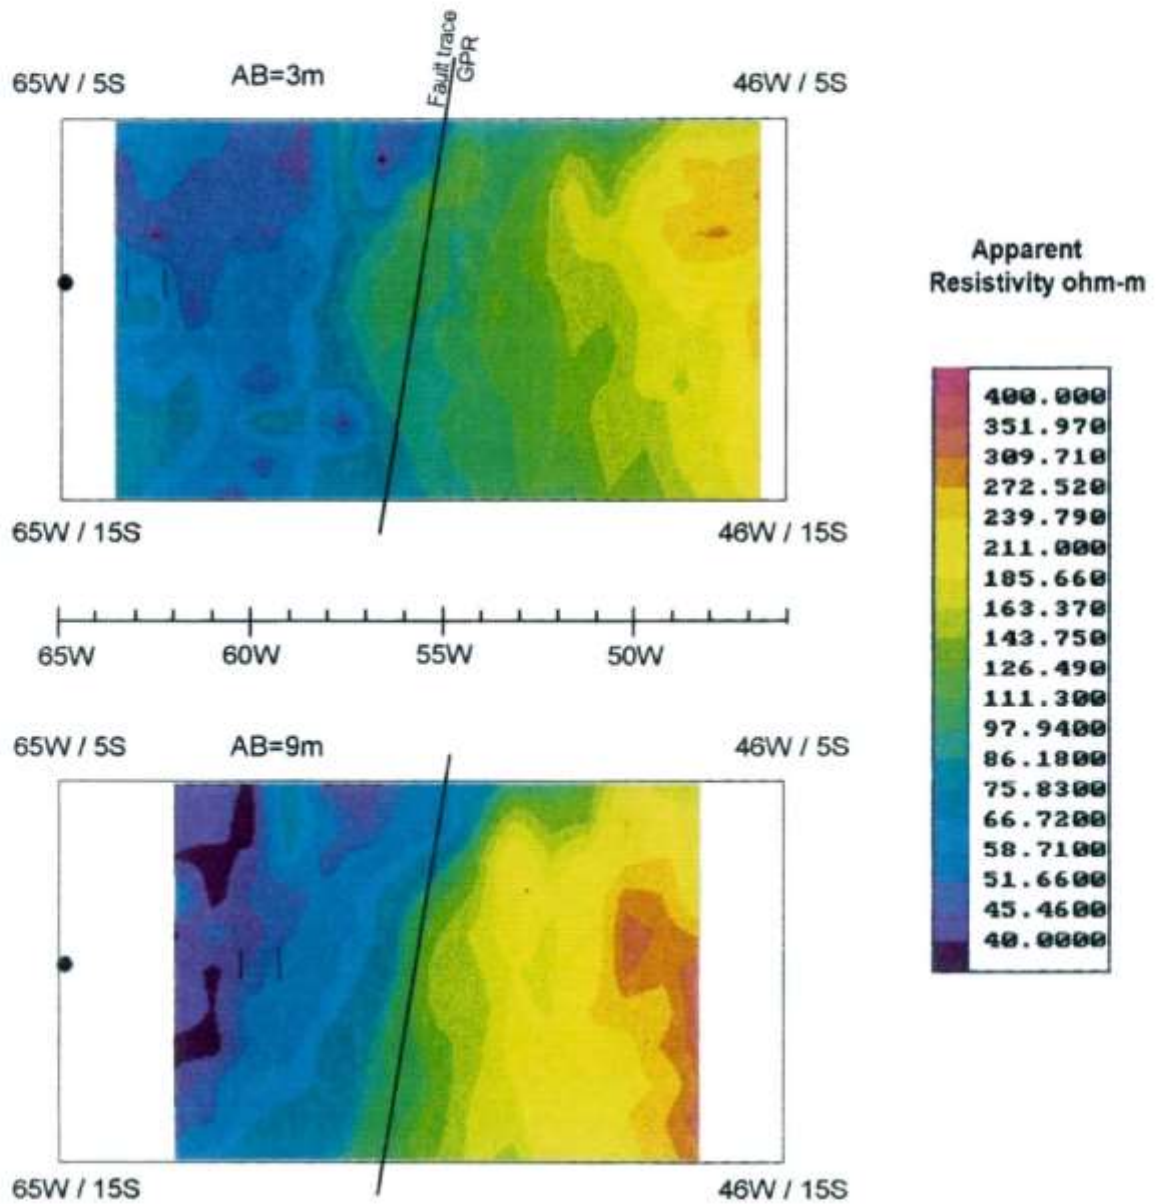 65W / 5S
AB=3m
Fault trace
GPR
46W / 5S
65W / 15S
46W / 15S
65W
60W
55W
50W
65W / 5S
AB=9m
46W / 5S
65W / 15S
46W / 15S
Apparent
Resistivity ohm-m
400.000
351.970
309.710
272.520
239.790
211.000
185.660
163.370
143.750
126.490
111.300
97.9400
86.1800
75.8300
66.7200
58.7100
51.6600
45.4600
40.0000